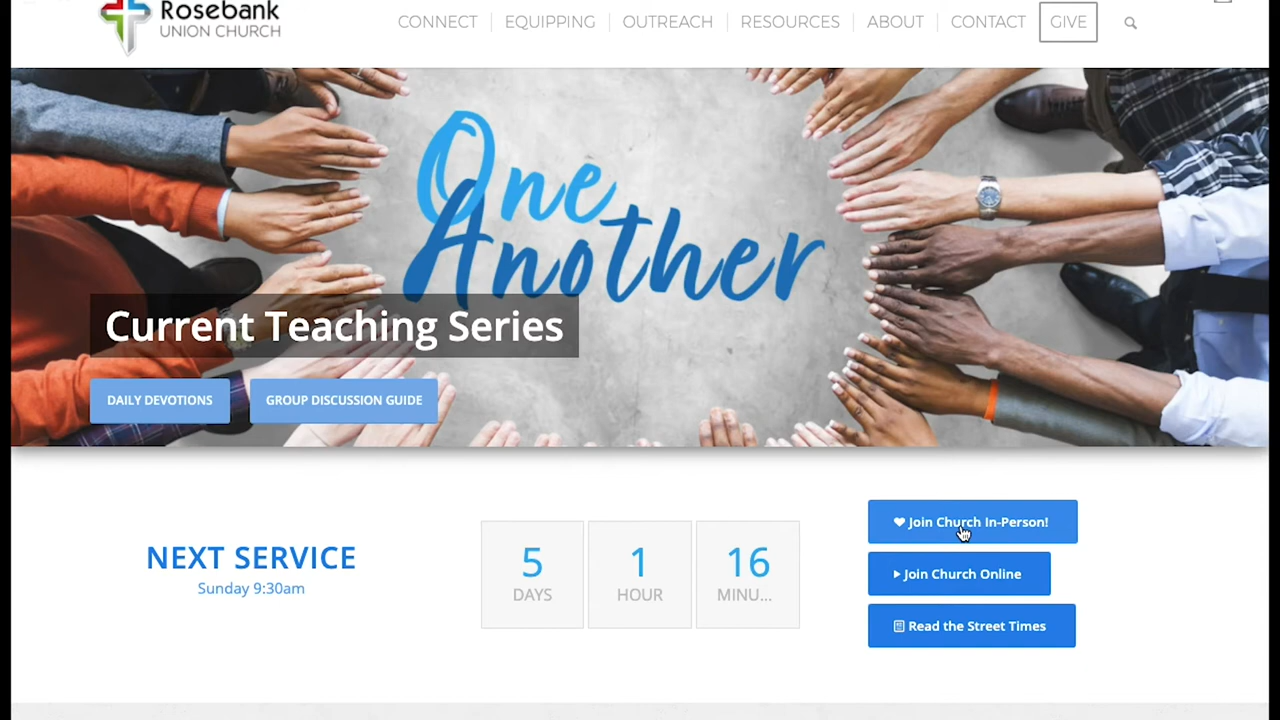 Rosebank
UNION CHURCH
CONNECT
EQUIPPING
OUTREACH
RESOURCES
ABOUT
CONTACT
GIVE
One
Another
Current Teaching Series
DAILY DEVOTIONS
GROUP DISCUSSION GUIDE
NEXT SERVICE
Sunday 9:30am
5
DAYS
1
HOUR
16
MINU...
Join Church In-Person!
Join Church Online
Read the Street Times